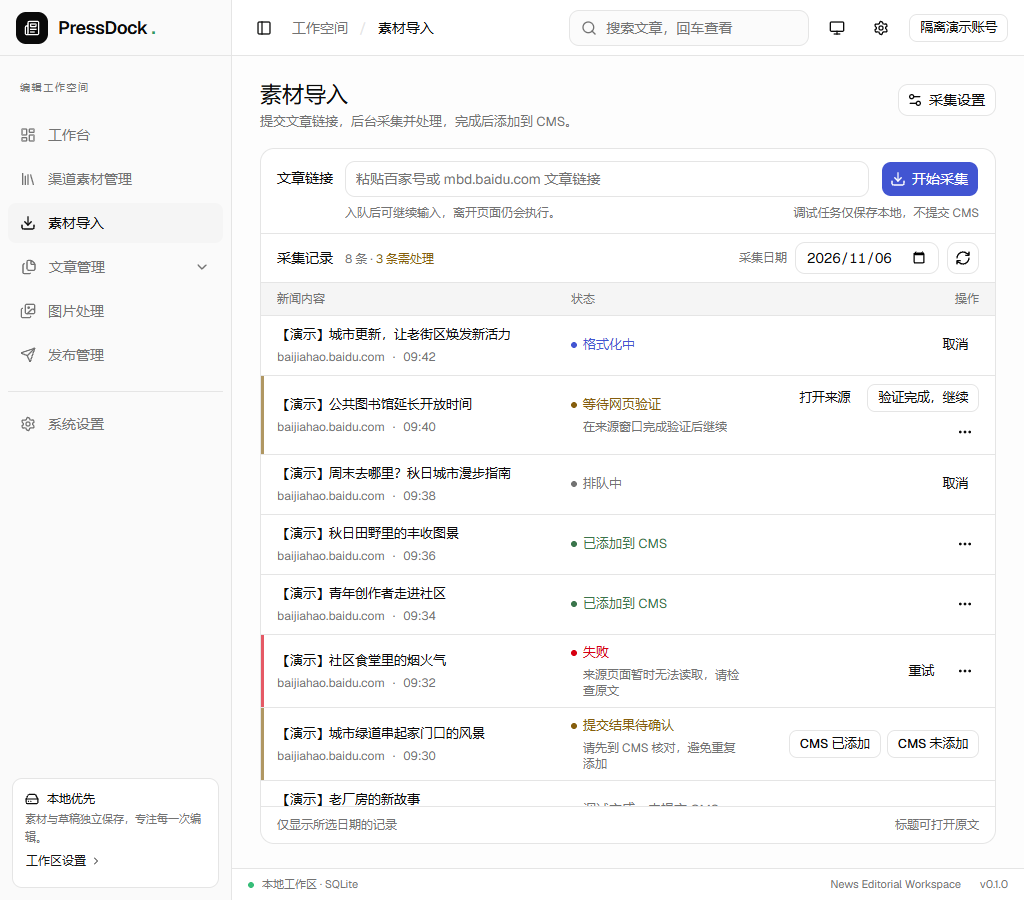 PressDock.
工作空间 / 素材导入
搜索文章，回车查看
隔离演示账号
编辑工作空间
工作台
渠道素材管理
素材导入
文章管理
图片处理
发布管理
系统设置
本地优先
素材与草稿独立保存，专注每一次编
辑。
工作区设置
素材导入
提交文章链接，后台采集并处理，完成后添加到 CMS。
采集设置
文章链接
粘贴百家号或 mbd.baidu.com 文章链接
开始采集
入队后可继续输入，离开页面仍会执行。
调试任务仅保存本地，不提交 CMS
采集记录 8 条 · 3 条需处理
采集日期 2026/11/06
新闻内容 状态 操作
【演示】城市更新，让老街区焕发新活力
baijiahao.baidu.com · 09:42
格式化中
取消
【演示】公共图书馆延长开放时间
baijiahao.baidu.com · 09:40
等待网页验证
在来源窗口完成验证后继续
打开来源
验证完成，继续
【演示】周末去哪里？秋日城市漫步指南
baijiahao.baidu.com · 09:38
排队中
取消
【演示】秋日田野里的丰收图景
baijiahao.baidu.com · 09:36
已添加到 CMS
【演示】青年创作者走进社区
baijiahao.baidu.com · 09:34
已添加到 CMS
【演示】社区食堂里的烟火气
baijiahao.baidu.com · 09:32
失败
来源页面暂时无法读取，请检
查原文
重试
【演示】城市绿道串起家门口的风景
baijiahao.baidu.com · 09:30
提交结果待确认
请先到 CMS 核对，避免重复
添加
CMS 已添加
CMS 未添加
【演示】老厂房的新故事
仅显示所选日期的记录
标题可打开原文
本地工作区 · SQLite
News Editorial Workspace v0.1.0